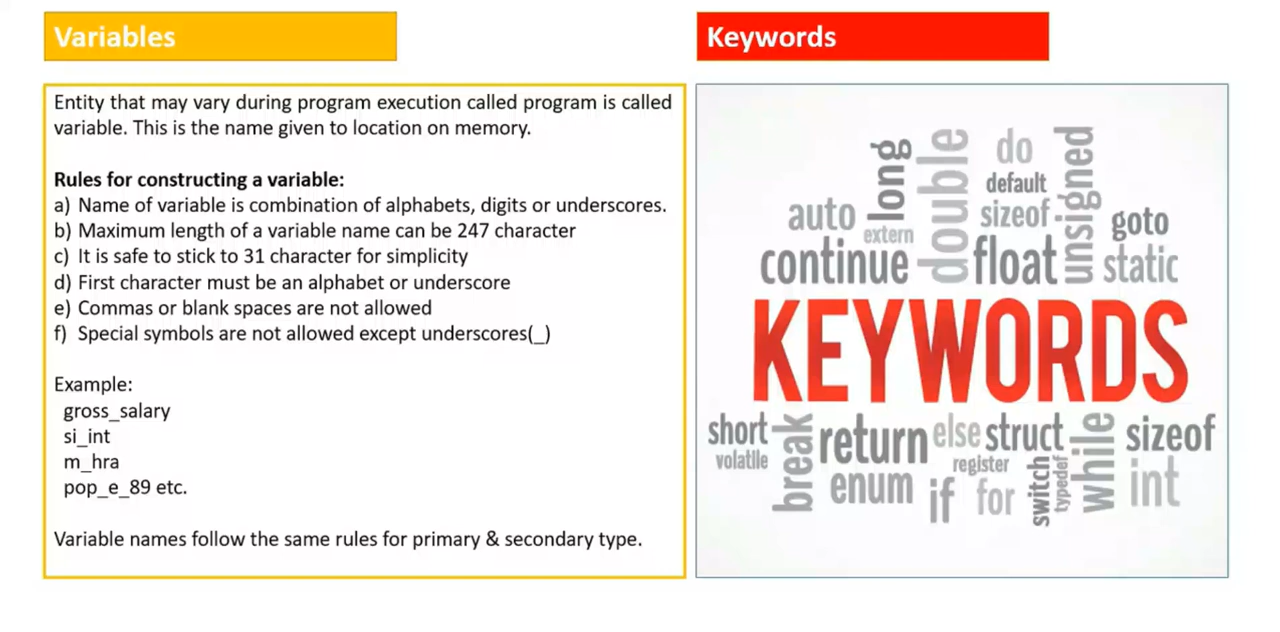 Variables
Entity that may vary during program execution called program is called
variable. This is the name given to location on memory.
Rules for constructing a variable:
a) Name of variable is combination of alphabets, digits or underscores.
b) Maximum length of a variable name can be 247 character
c) It is safe to stick to 31 character for simplicity
d) First character must be an alphabet or underscore
e) Commas or blank spaces are not allowed
f) Special symbols are not allowed except underscores(_)
Example:
gross_salary
si_int
m_hra
pop_e_89 etc.
Variable names follow the same rules for primary & secondary type.
Keywords
auto
long
extern
double
do
default
sizeof
unsigned
goto
continue
float
static
KEYWORDS
short
volatile
break
return
else
struct
while
sizeof
register
enum
if
for
switch
typedef
int